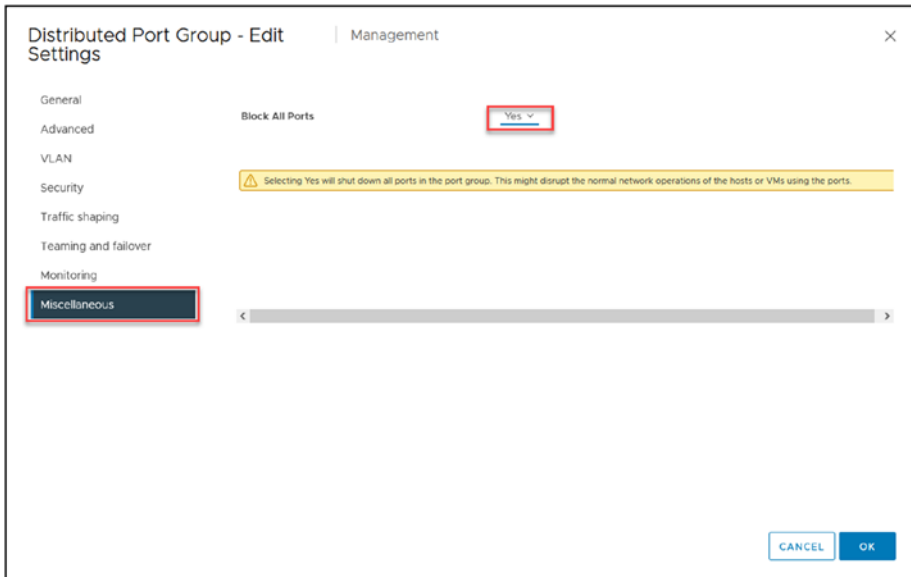 Distributed Port Group - Edit Settings
Management
General
Advanced
VLAN
Security
Traffic shaping
Teaming and failover
Monitoring
Miscellaneous
Block All Ports
Yes
Selecting Yes will shut down all ports in the port group. This might disrupt the normal network operations of the hosts or VMs using the ports.
CANCEL
OK